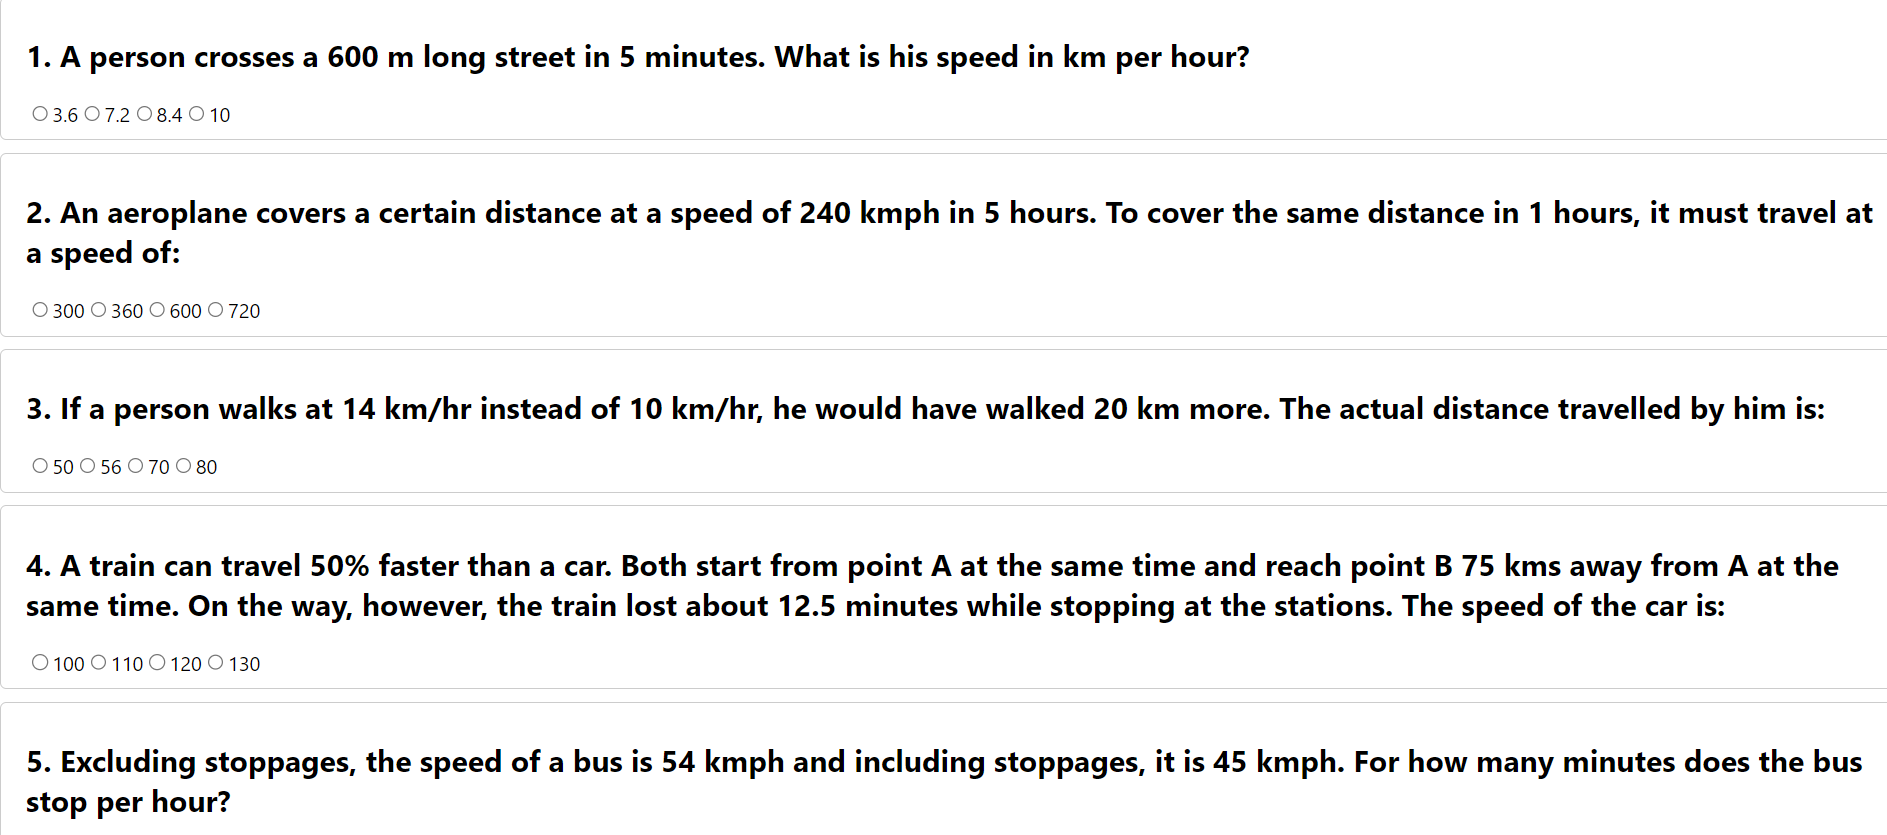 1. A person crosses a 600 m long street in 5 minutes. What is his speed in km per hour?
3.6 7.2 8.4 10
2. An aeroplane covers a certain distance at a speed of 240 kmph in 5 hours. To cover the same distance in 1 hours, it must travel at
a speed of:
300 360 600 720
3. If a person walks at 14 km/hr instead of 10 km/hr, he would have walked 20 km more. The actual distance travelled by him is:
50 56 70 80
4. A train can travel 50% faster than a car. Both start from point A at the same time and reach point B 75 kms away from A at the
same time. On the way, however, the train lost about 12.5 minutes while stopping at the stations. The speed of the car is:
100 110 120 130
5. Excluding stoppages, the speed of a bus is 54 kmph and including stoppages, it is 45 kmph. For how many minutes does the bus
stop per hour?